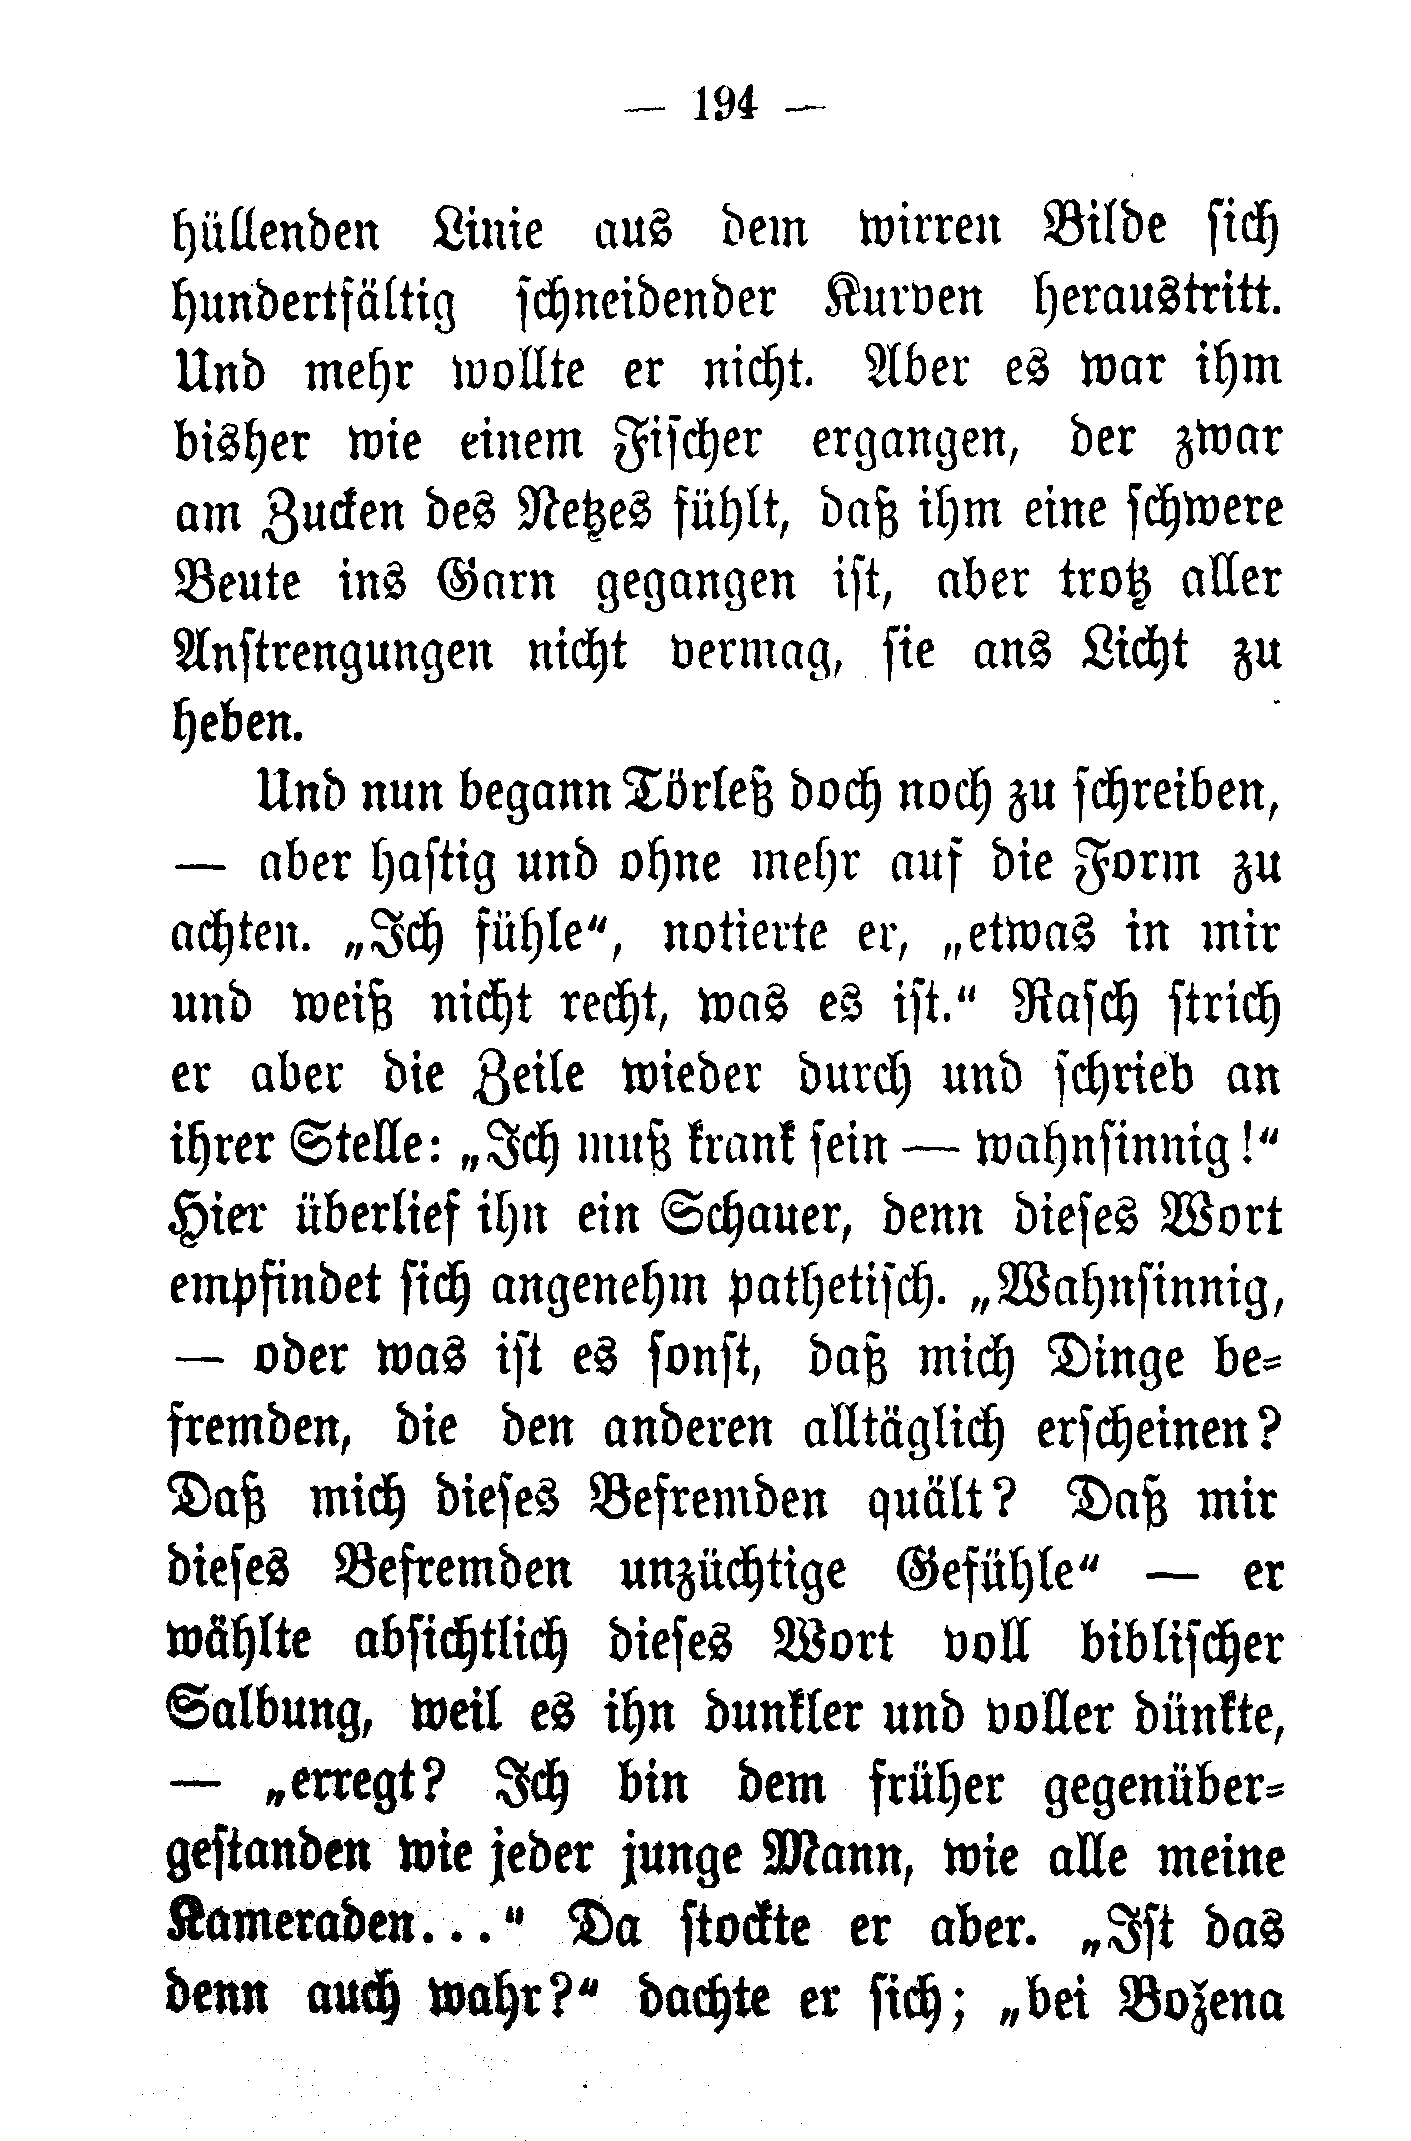 — 194 —
hüllenden Linie aus dem wirren Bilde sich
hundertfältig schneidender Kurven heraustritt.
Und mehr wollte er nicht. Aber es war ihm
bisher wie einem Fischer ergangen, der zwar
am Zucken des Netzes fühlt, daß ihm eine schwere
Beute ins Garn gegangen ist, aber trotz aller
Anstrengungen nicht vermag, sie ans Licht zu
heben.
Und nun begann Törleß doch noch zu schreiben,
— aber hastig und ohne mehr auf die Form zu
achten. „Ich fühle“, notierte er, „etwas in mir
und weiß nicht recht, was es ist.“ Rasch strich
er aber die Zeile wieder durch und schrieb an
ihrer Stelle: „Ich muß krank sein — wahnsinnig!“
Hier überlief ihn ein Schauer, denn dieses Wort
empfindet sich angenehm pathetisch. „Wahnsinnig,
— oder was ist es sonst, daß mich Dinge be-
fremden, die den anderen alltäglich erscheinen?
Daß mich dieses Befremden quält? Daß mir
dieses Befremden unzüchtige Gefühle“ — er
wählte absichtlich dieses Wort voll biblischer
Salbung, weil es ihn dunkler und voller dünkte,
— „erregt? Ich bin dem früher gegenüber-
gestanden wie jeder junge Mann, wie alle meine
Kameraden...“ Da stockte er aber. „Ist das
denn auch wahr?“ dachte er sich; „bei Božena